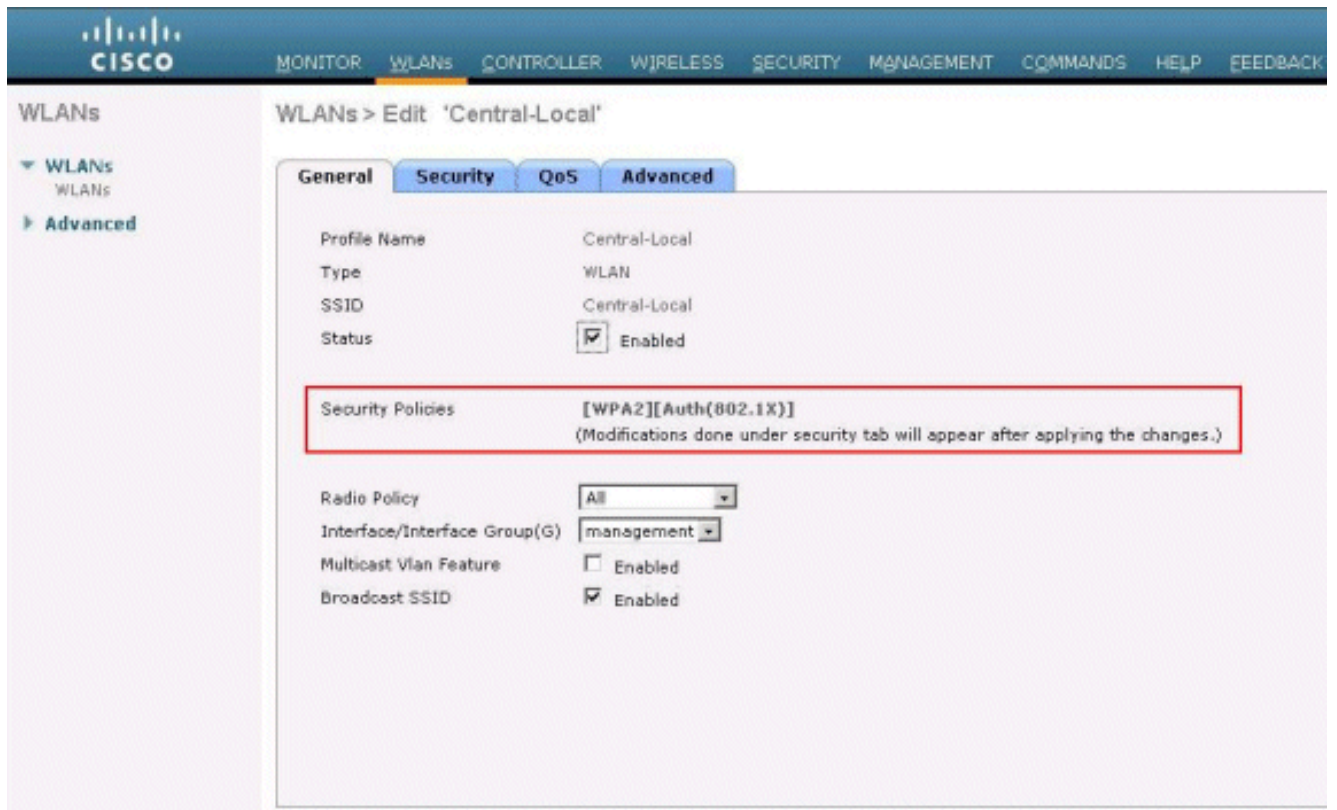 CISCO
MONITOR WLANs CONTROLLER WIRELESS SECURITY MANAGEMENT COMMANDS HELP FEEDBACK
WLANs
WLANs
WLANs
Advanced
WLANs > Edit 'Central-Local'
General Security QoS Advanced
Profile Name Central-Local
Type WLAN
SSID Central-Local
Status Enabled
Security Policies [WPA2][Auth(802.1X)]
(Modifications done under security tab will appear after applying the changes.)
Radio Policy All
Interface/Interface Group(G) management
Multicast Vlan Feature Enabled
Broadcast SSID Enabled